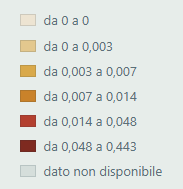 da 0 a 0
da 0 a 0,003
da 0,003 a 0,007
da 0,007 a 0,014
da 0,014 a 0,048
da 0,048 a 0,443
dato non disponibile